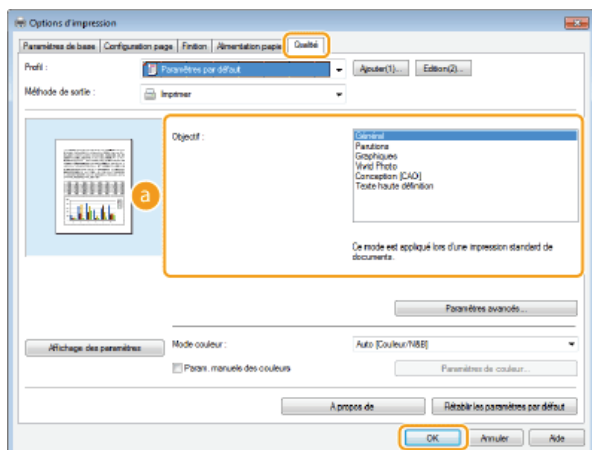 Options d'impression
Paramètres de base Configuration page Finition Alimentation papier Qualité
Profil : Paramètres par défaut Ajouter(1)... Edition(2)...
Méthode de sortie : Imprimer
Objectif :
Général
Parutions
Graphiques
Vivid Photo
Conception [CAO]
Texte haute définition
a
Ce mode est appliqué lors d'une impression standard de
documents.
Paramètres avancés...
Affichage des paramètres Mode couleur : Auto [Couleur/N&B]
Param. manuels des couleurs Paramètres de couleur...
A propos de Rétablir les paramètres par défaut
OK Annuler Aide